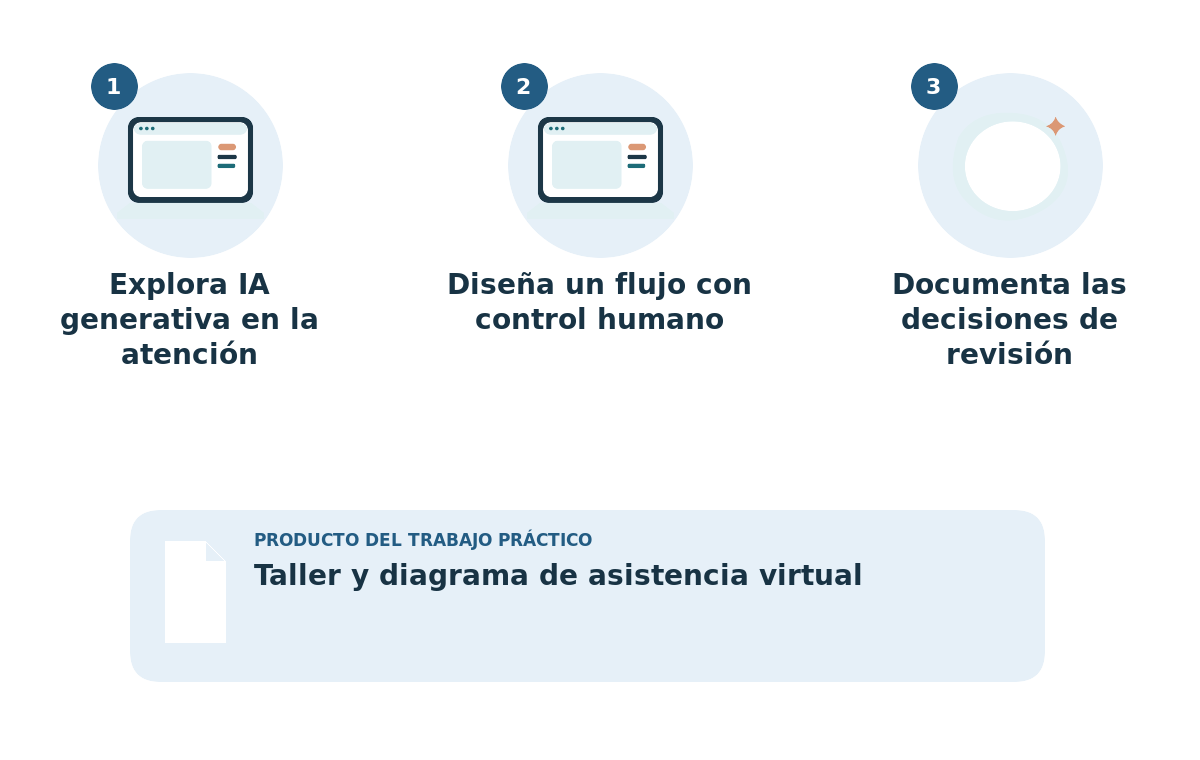 1
2
3
Explora IA
generativa en la
atención
Diseña un flujo con
control humano
Documenta las
decisiones de
revisión
PRODUCTO DEL TRABAJO PRÁCTICO
Taller y diagrama de asistencia virtual